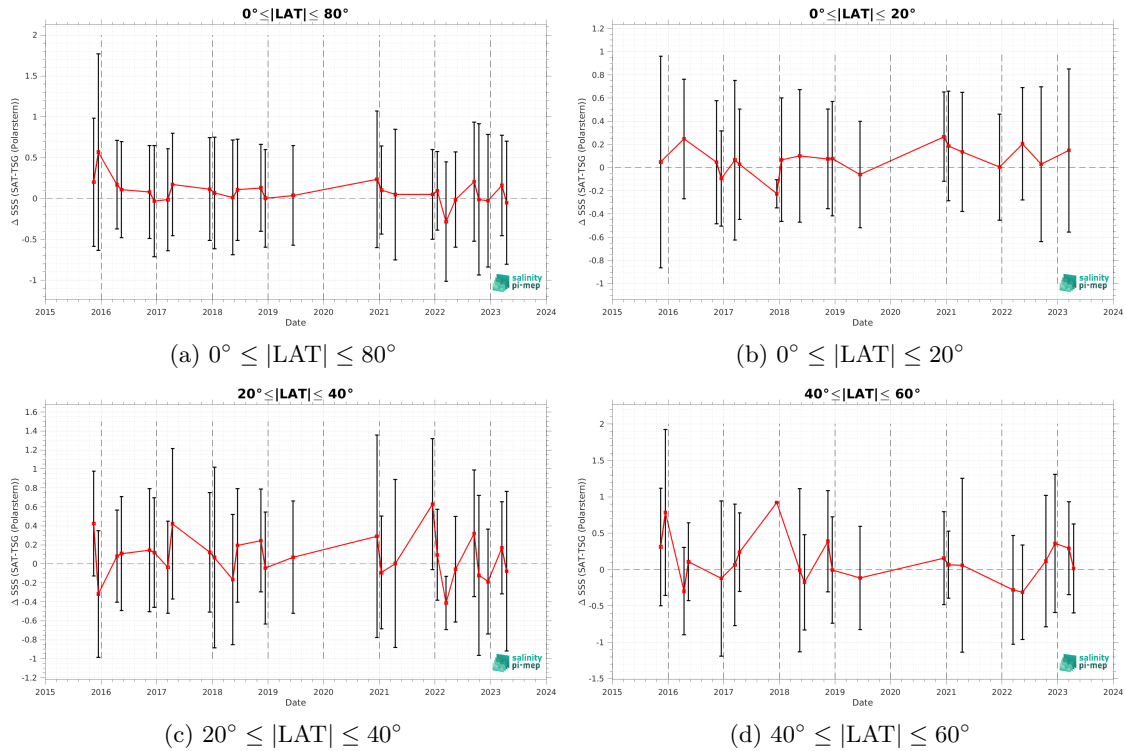 0°≤|LAT|≤ 80°
Δ SSS (SAT-TSG (Polarstern))
2
1.5
1
0.5
0
-0.5
-1
2015 2016 2017 2018 2019 2020 2021 2022 2023 2024
Date
salinity
pi-mep
(a) 0° ≤ |LAT| ≤ 80°
0°≤|LAT|≤ 20°
Δ SSS (SAT-TSG (Polarstern))
1.2
1
0.8
0.6
0.4
0.2
0
-0.2
-0.4
-0.6
-0.8
-1
2015 2016 2017 2018 2019 2020 2021 2022 2023 2024
Date
salinity
pi-mep
(b) 0° ≤ |LAT| ≤ 20°
20°≤|LAT|≤ 40°
Δ SSS (SAT-TSG (Polarstern))
1.6
1.4
1.2
1
0.8
0.6
0.4
0.2
0
-0.2
-0.4
-0.6
-0.8
-1
-1.2
2015 2016 2017 2018 2019 2020 2021 2022 2023 2024
Date
salinity
pi-mep
(c) 20° ≤ |LAT| ≤ 40°
40°≤|LAT|≤ 60°
Δ SSS (SAT-TSG (Polarstern))
2
1.5
1
0.5
0
-0.5
-1
-1.5
2015 2016 2017 2018 2019 2020 2021 2022 2023 2024
Date
salinity
pi-mep
(d) 40° ≤ |LAT| ≤ 60°